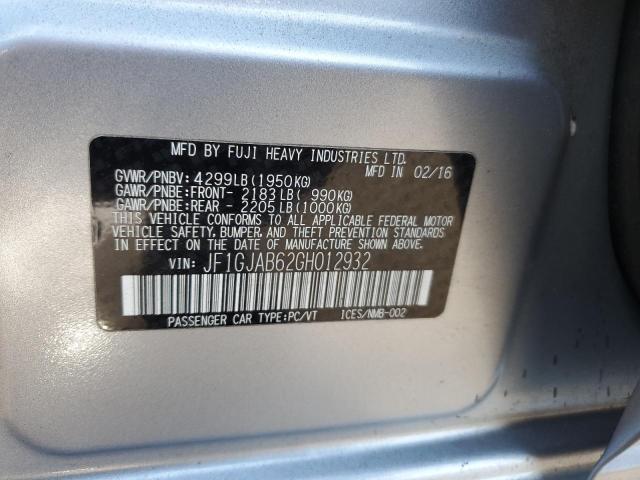 MFD BY FUJI HEAVY INDUSTRIES LTD.
GVWR/PNBV: 4299LB(1950KG) MFD IN 02/16
GAWR/PNBE:FRONT- 2183LB( 990KG)
GAWR/PNBE:REAR - 2205LB(1000KG)
THIS VEHICLE CONFORMS TO ALL APPLICABLE FEDERAL MOTOR
VEHICLE SAFETY, BUMPER, AND THEFT PREVENTION STANDARDS
IN EFFECT ON THE DATE OF MANUFACTURE SHOWN ABOVE.
VIN: JF1GJAB62GH012932
PASSENGER CAR TYPE:PC/VT ICES/NMB-002